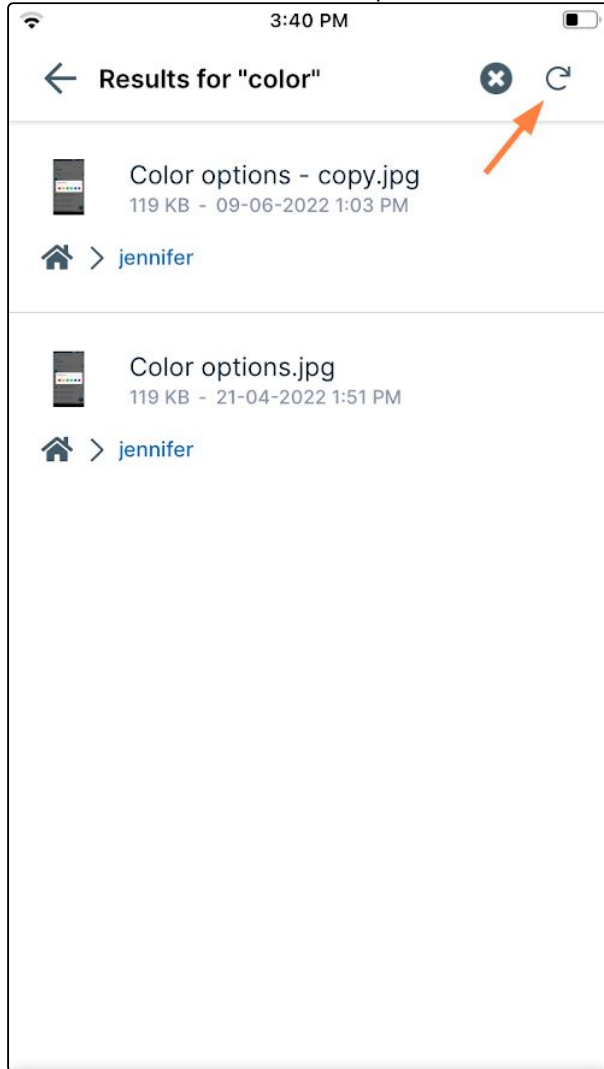 3:40 PM
Results for "color"
Color options - copy.jpg
119 KB - 09-06-2022 1:03 PM
jennifer
Color options.jpg
119 KB - 21-04-2022 1:51 PM
jennifer